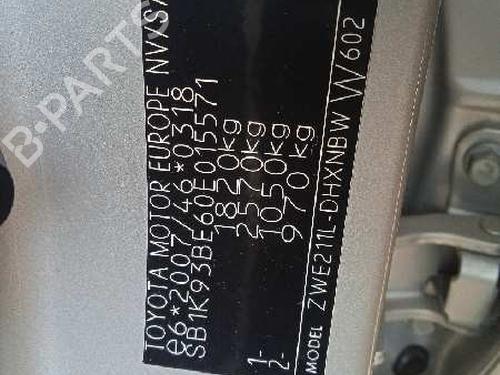 TOYOTA MOTOR EUROPE NV/SA
e6*2007/46*0318
SB1K93BE60E015571
1820kg
2570kg
1- 1050kg
2- 970kg
MODEL ZWE211L-DHXNBW W602
B-PARTS